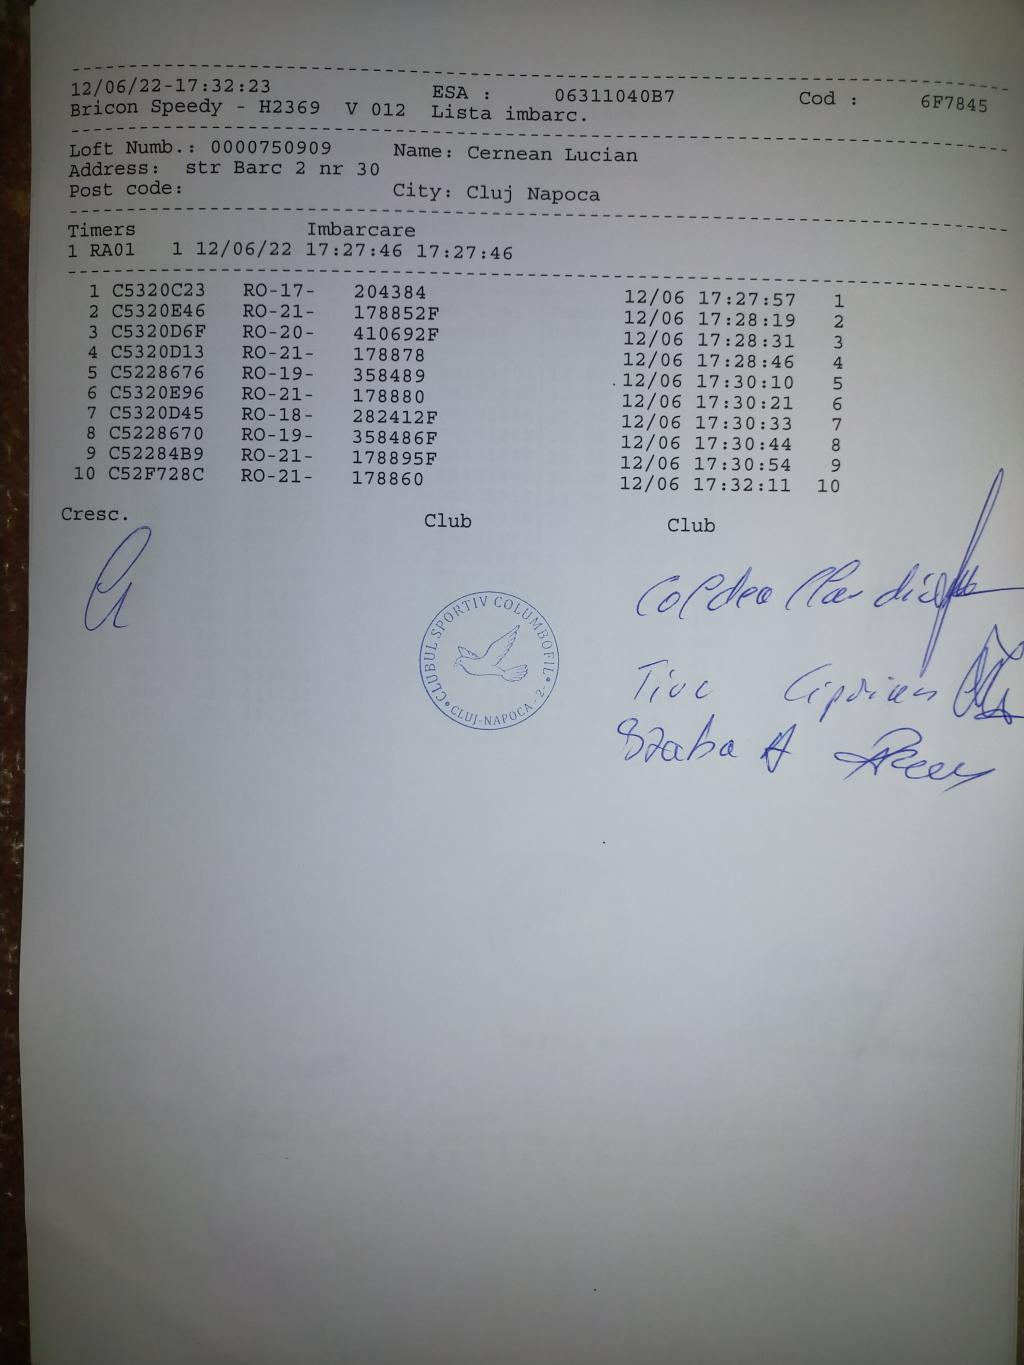 12/06/22-17:32:23 ESA : 06311040B7 Cod : 6F7845
Bricon Speedy - H2369 V 012 Lista imbarc.
Loft Numb.: 0000750909 Name: Cernean Lucian
Address: str Barc 2 nr 30
Post code: City: Cluj Napoca
Timers Imbarcare
1 RA01 1 12/06/22 17:27:46 17:27:46
1 C5320C23 RO-17- 204384 12/06 17:27:57 1
2 C5320E46 RO-21- 178852F 12/06 17:28:19 2
3 C5320D6F RO-20- 410692F 12/06 17:28:31 3
4 C5320D13 RO-21- 178878 12/06 17:28:46 4
5 C5228676 RO-19- 358489 12/06 17:30:10 5
6 C5320E96 RO-21- 178880 12/06 17:30:21 6
7 C5320D45 RO-18- 282412F 12/06 17:30:33 7
8 C5228670 RO-19- 358486F 12/06 17:30:44 8
9 C52284B9 RO-21- 178895F 12/06 17:30:54 9
10 C52F728C RO-21- 178860 12/06 17:32:11 10
Cresc. Club Club
CLUBUL SPORTIV COLUMBOFIL
CLUJ-NAPOCA -2-
Coldea Claudiu
Tiuc Ciprian
Szabo A